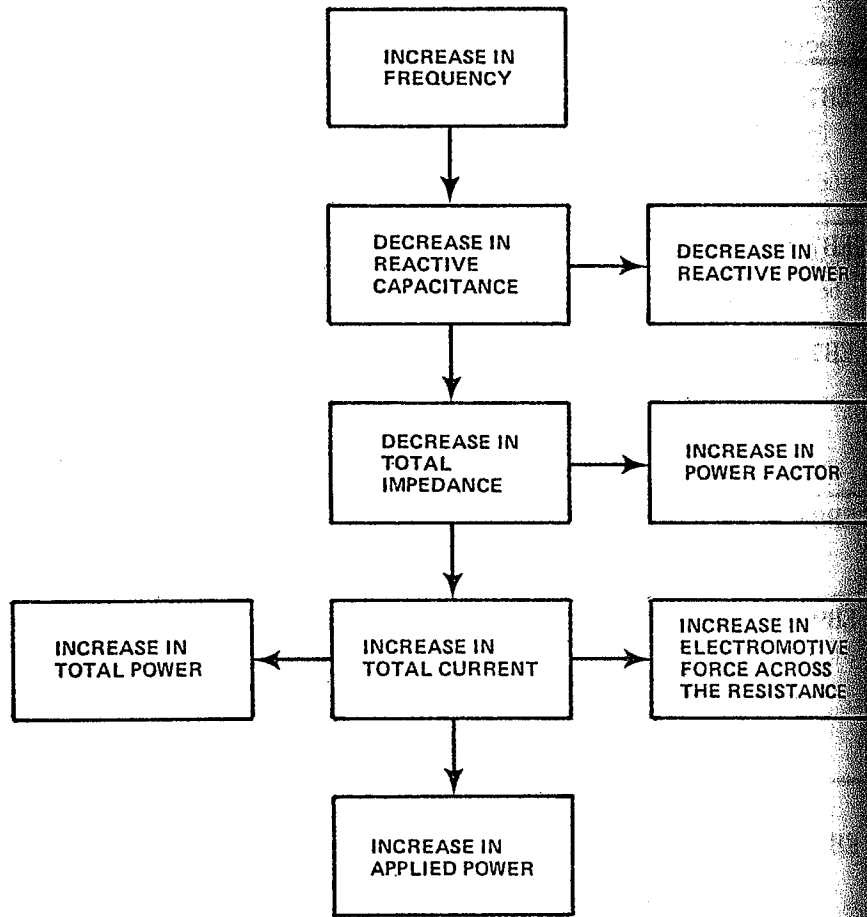 INCREASE IN
FREQUENCY
DECREASE IN
REACTIVE
CAPACITANCE
DECREASE IN
REACTIVE POWER
DECREASE IN
TOTAL
IMPEDANCE
INCREASE IN
POWER FACTOR
INCREASE IN
TOTAL POWER
INCREASE IN
TOTAL CURRENT
INCREASE IN
ELECTROMOTIVE
FORCE ACROSS
THE RESISTANCE
INCREASE IN
APPLIED POWER